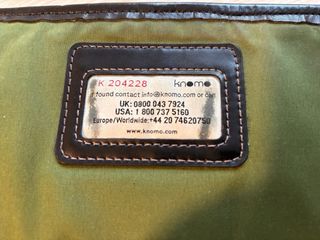 K 204228 knomo
found contact info@knomo.com or call
UK: 0800 043 7924
USA: 1 800 737 5160
Europe/Worldwide:+44 20 74620750
www.knomo.com